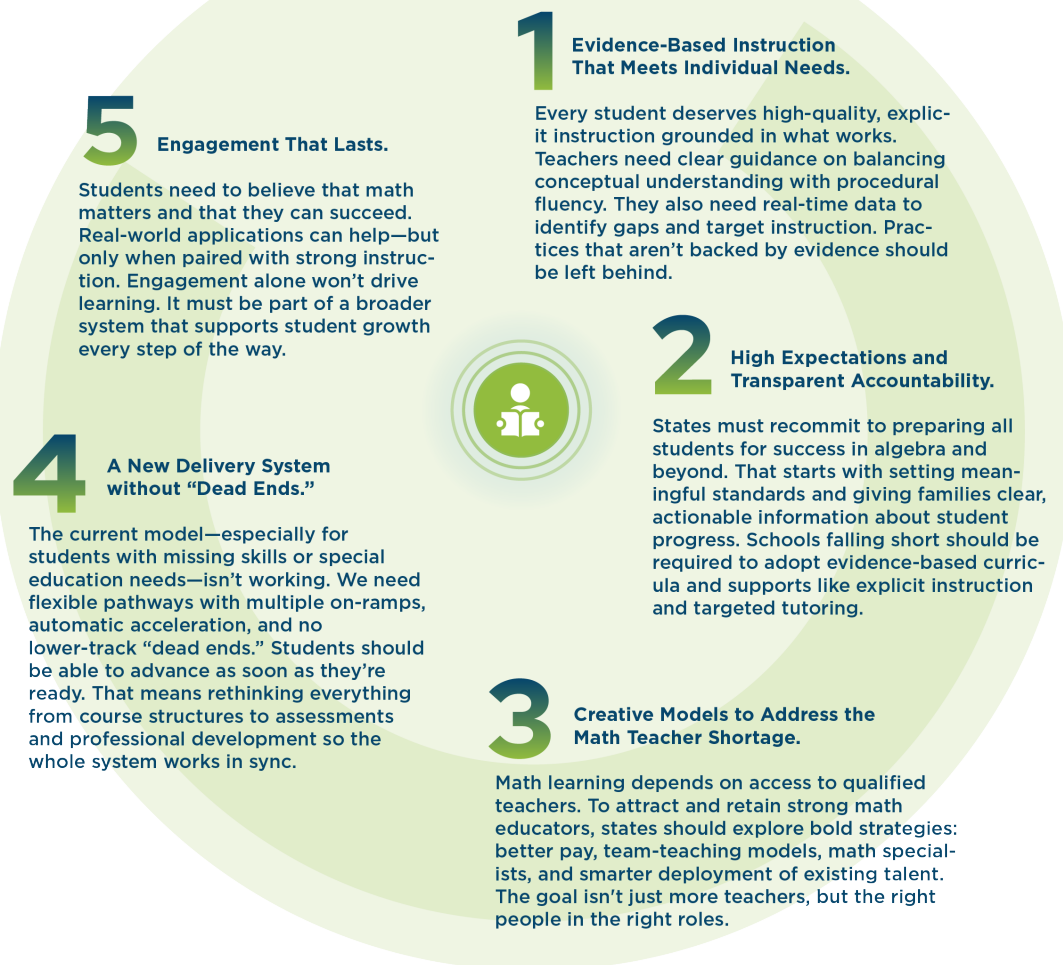 1
Evidence-Based Instruction
That Meets Individual Needs.
Every student deserves high-quality, explic-
it instruction grounded in what works.
Teachers need clear guidance on balancing
conceptual understanding with procedural
fluency. They also need real-time data to
identify gaps and target instruction. Prac-
tices that aren’t backed by evidence should
be left behind.
2
High Expectations and
Transparent Accountability.
States must recommit to preparing all
students for success in algebra and
beyond. That starts with setting mean-
ingful standards and giving families clear,
actionable information about student
progress. Schools falling short should be
required to adopt evidence-based curric-
ula and supports like explicit instruction
and targeted tutoring.
3
Creative Models to Address the
Math Teacher Shortage.
Math learning depends on access to qualified
teachers. To attract and retain strong math
educators, states should explore bold strategies:
better pay, team-teaching models, math special-
ists, and smarter deployment of existing talent.
The goal isn't just more teachers, but the right
people in the right roles.
4
A New Delivery System
without “Dead Ends.”
The current model—especially for
students with missing skills or special
education needs—isn’t working. We need
flexible pathways with multiple on-ramps,
automatic acceleration, and no
lower-track “dead ends.” Students should
be able to advance as soon as they’re
ready. That means rethinking everything
from course structures to assessments
and professional development so the
whole system works in sync.
5
Engagement That Lasts.
Students need to believe that math
matters and that they can succeed.
Real-world applications can help—but
only when paired with strong instruc-
tion. Engagement alone won’t drive
learning. It must be part of a broader
system that supports student growth
every step of the way.